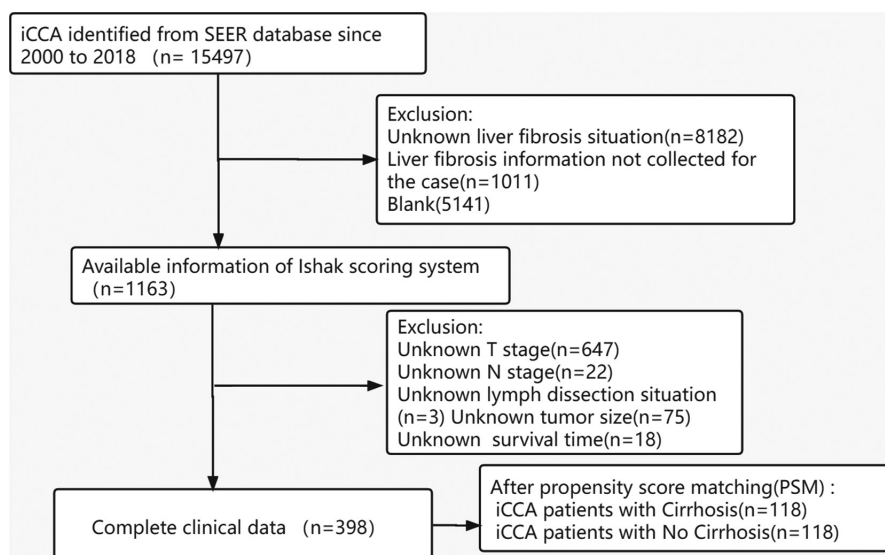 iCCA identified from SEER database since
2000 to 2018 (n= 15497)
Exclusion:
Unknown liver fibrosis situation(n=8182)
Liver fibrosis information not collected for
the case(n=1011)
Blank(5141)
Available information of Ishak scoring system
(n=1163)
Exclusion:
Unknown T stage(n=647)
Unknown N stage(n=22)
Unknown lymph dissection situation
(n=3) Unknown tumor size(n=75)
Unknown survival time(n=18)
Complete clinical data (n=398)
After propensity score matching(PSM) :
iCCA patients with Cirrhosis(n=118)
iCCA patients with No Cirrhosis(n=118)